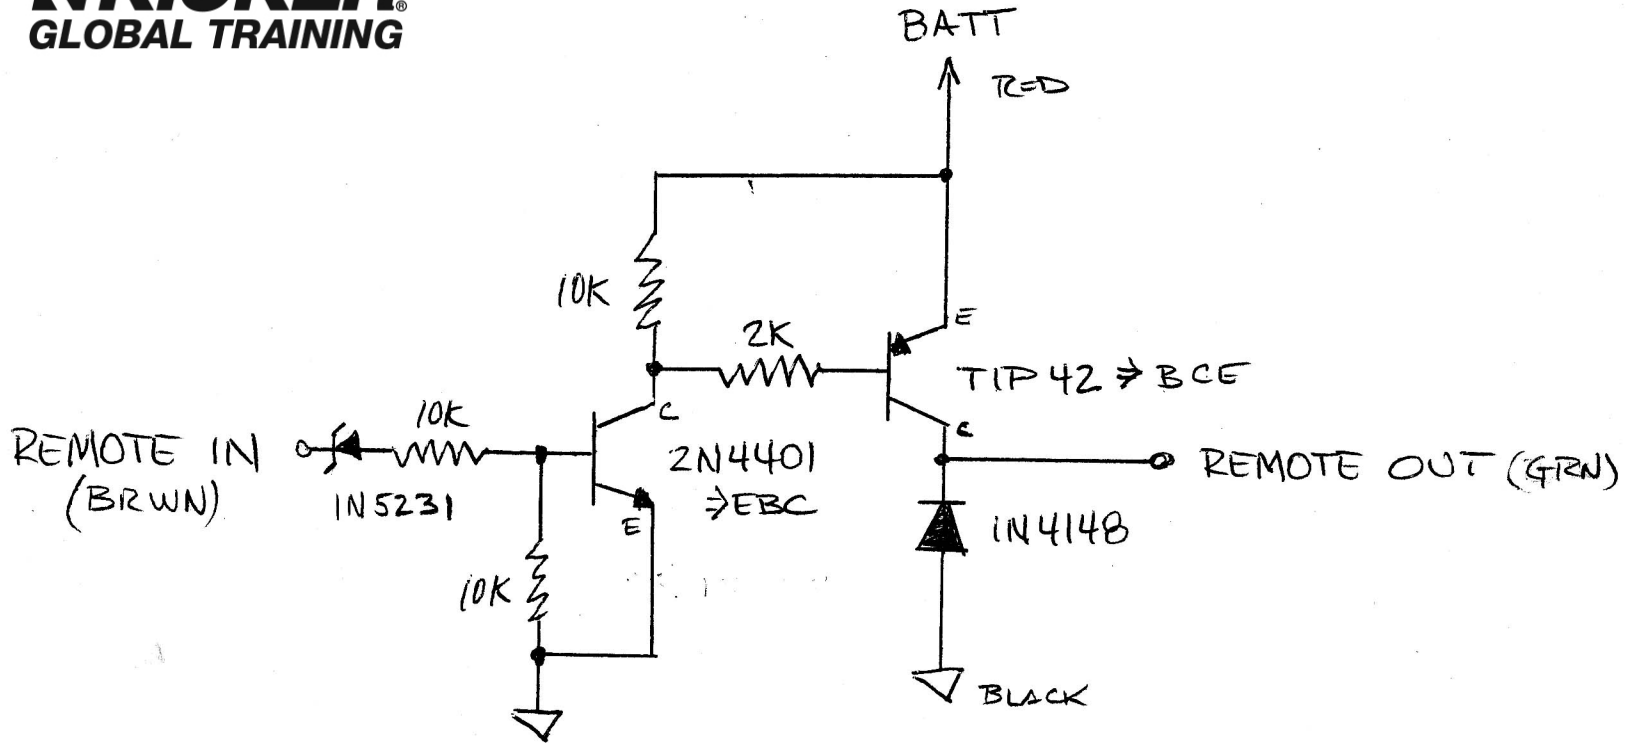 GLOBAL TRAINING
BATT
RED
10K
2K
E
TIP 42 ⇒ BCE
C
10K
C
REMOTE IN
(BRWN)
1N5231
2N4401
⇒EBC
E
REMOTE OUT (GRN)
1N4148
10K
BLACK